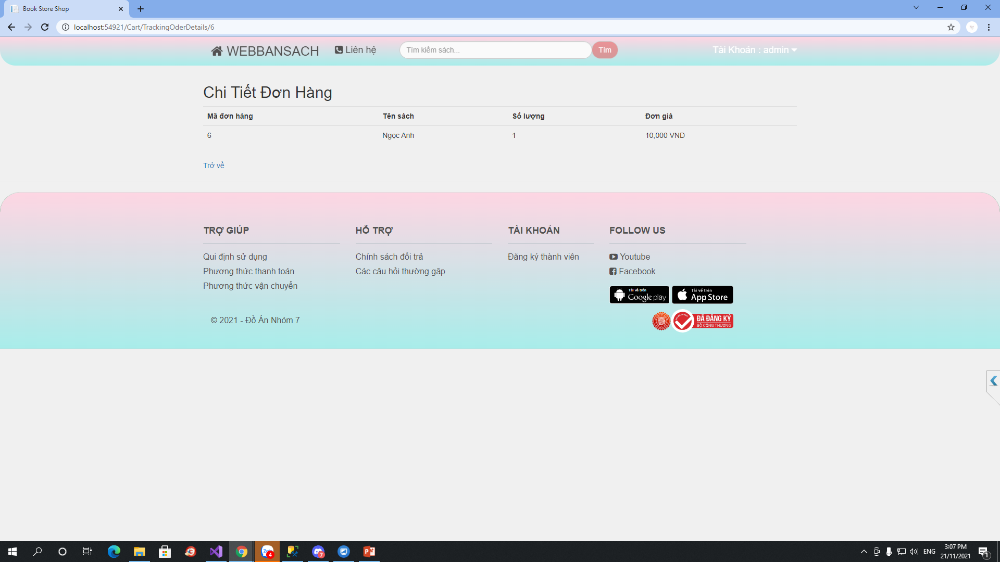 Book Store Shop
localhost:54921/Cart/TrackingOderDetails/6
WEBBANSACH
Liên hệ
Tìm kiếm sách...
Tìm
Tài Khoản : admin
Chi Tiết Đơn Hàng
Mã đơn hàng Tên sách Số lượng Đơn giá
6 Ngọc Anh 1 10,000 VND
Trở về
TRỢ GIÚP
Qui định sử dụng
Phương thức thanh toán
Phương thức vận chuyển
HỖ TRỢ
Chính sách đổi trả
Các câu hỏi thường gặp
TÀI KHOẢN
Đăng ký thành viên
FOLLOW US
Youtube
Facebook
Tải về trên
Google play
Tải về trên
App Store
© 2021 - Đồ Án Nhóm 7
ĐÃ ĐĂNG KÝ
BỘ CÔNG THƯƠNG
Zalo
4
7
ENG
3:07 PM
21/11/2021
1